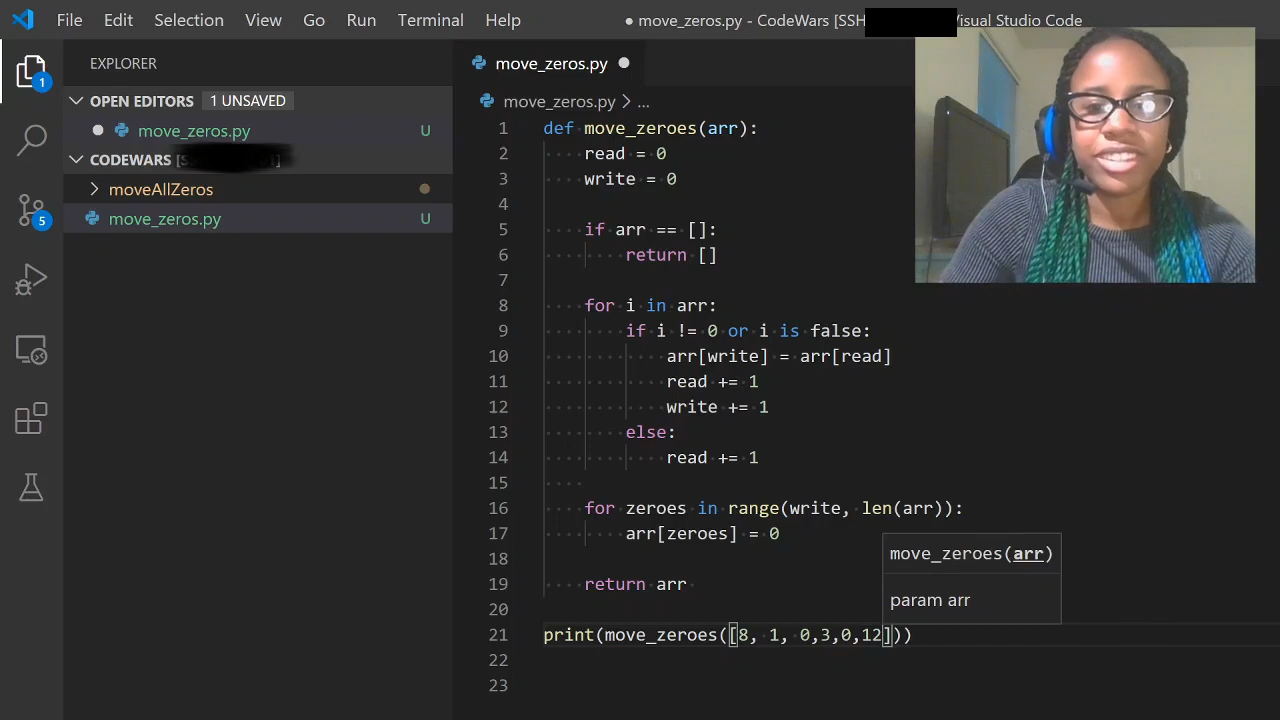 File Edit Selection View Go Run Terminal Help ● move_zeros.py - CodeWars [SSH Visual Studio Code
EXPLORER
OPEN EDITORS 1 UNSAVED
● move_zeros.py U
CODEWARS [
moveAllZeros
move_zeros.py U
1
5
move_zeros.py ●
move_zeros.py > ...
1 def move_zeroes(arr):
2 read = 0
3 write = 0
4
5 if arr == []:
6 return []
7
8 for i in arr:
9 if i != 0 or i is false:
10 arr[write] = arr[read]
11 read += 1
12 write += 1
13 else:
14 read += 1
15
16 for zeroes in range(write, len(arr)):
17 arr[zeroes] = 0
18
19 return arr
20
21 print(move_zeroes([8, 1, 0,3,0,12]))
22
23
move_zeroes(arr)
param arr